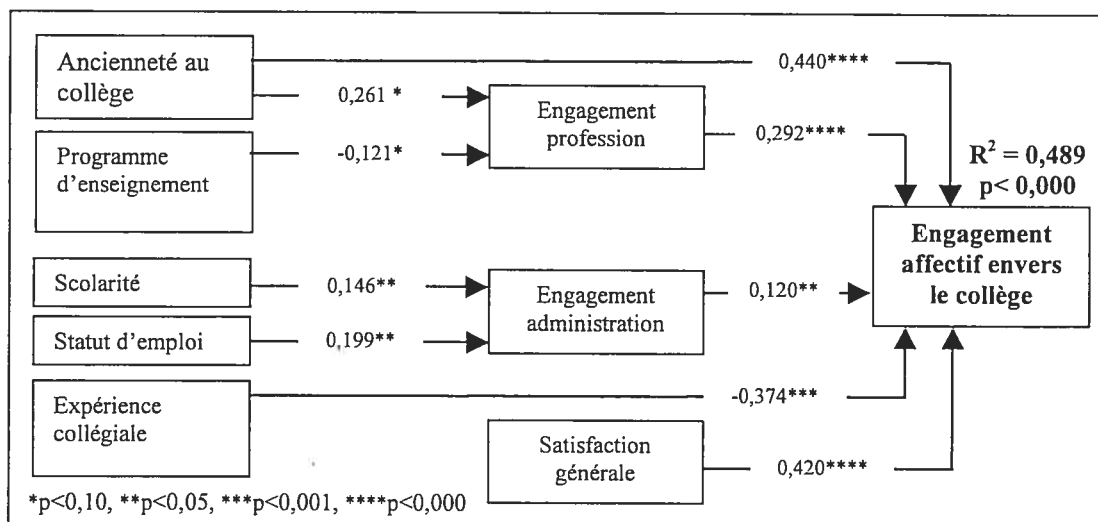 Ancienneté au
collège
0,440****
0,261 *
Engagement
profession
0,292****
Programme
d'enseignement
-0,121*
R² = 0,489
p< 0,000
Engagement
affectif envers
le collège
Scolarité
0,146**
Engagement
administration
0,120**
Statut d'emploi
0,199**
Expérience
collégiale
-0,374***
Satisfaction
générale
0,420****
*p<0,10, **p<0,05, ***p<0,001, ****p<0,000